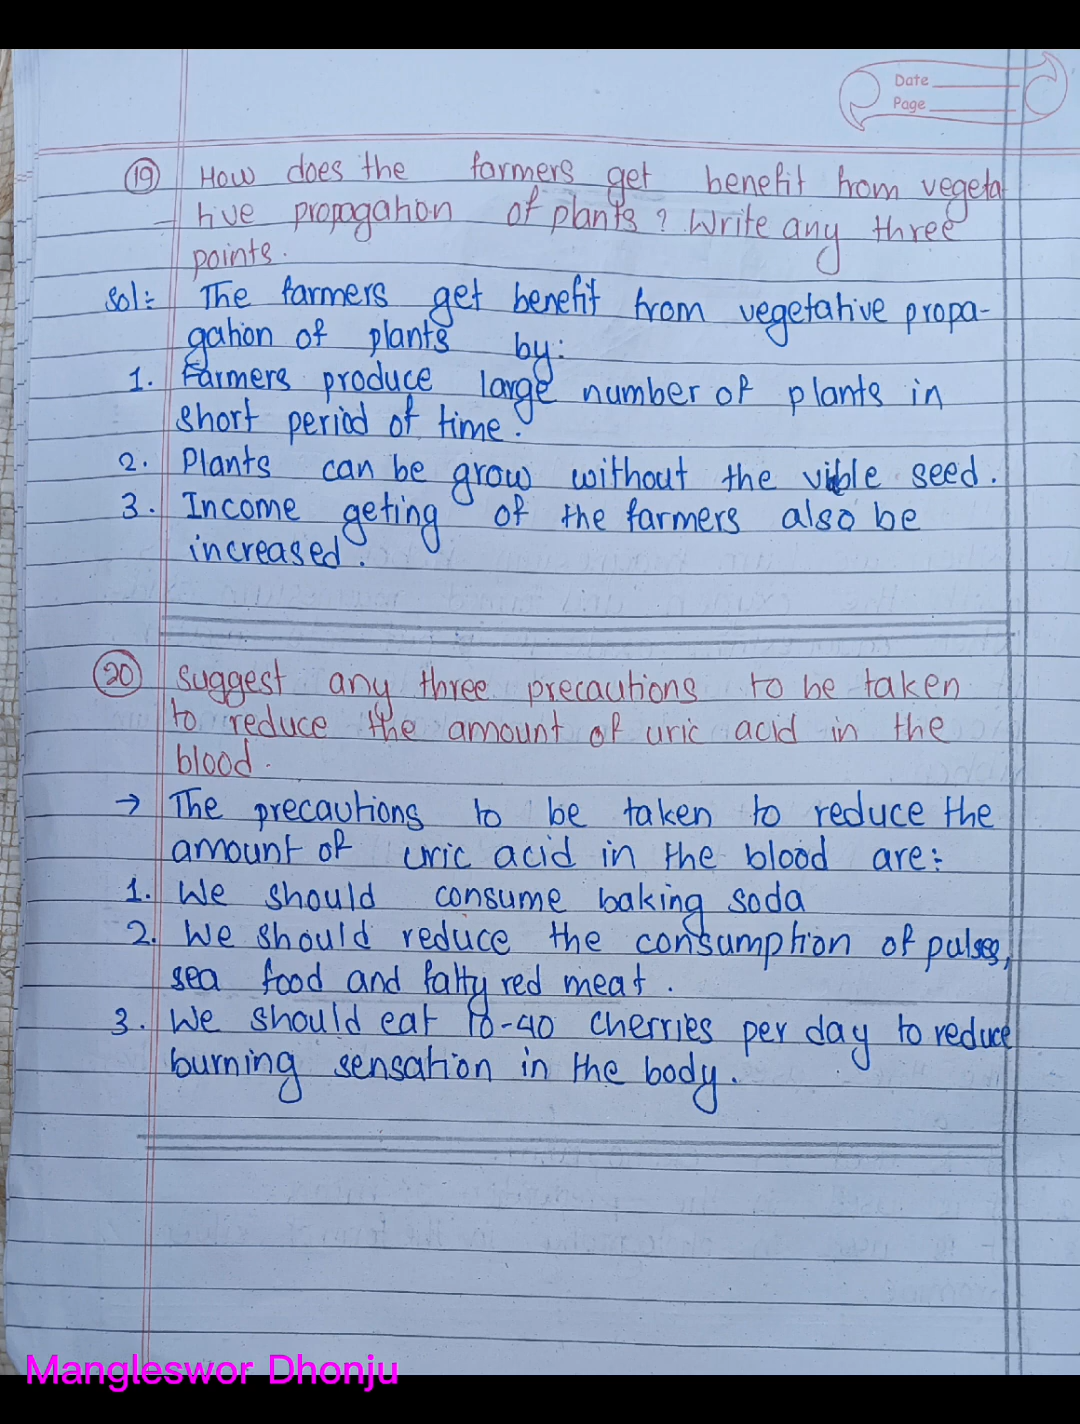 Date
Page
19 How does the farmers get benefit from vegeta
tive propagation of plants? Write any three
points.
Sol: The farmers get benefit from vegetative propa-
gation of plants by:
1. Farmers produce large number of plants in
short period of time.
2. Plants can be grow without the vible seed.
3. Income geting of the farmers also be
increased.
20 Suggest any three precautions to be taken
to reduce the amount of uric acid in the
blood.
→ The precautions to be taken to reduce the
amount of uric acid in the blood are:
1. We should consume baking soda
2. We should reduce the consumption of pulses,
sea food and fatty red meat.
3. We should eat 10-40 cherries per day to reduce
burning sensation in the body.
Mangleswor Dhonju